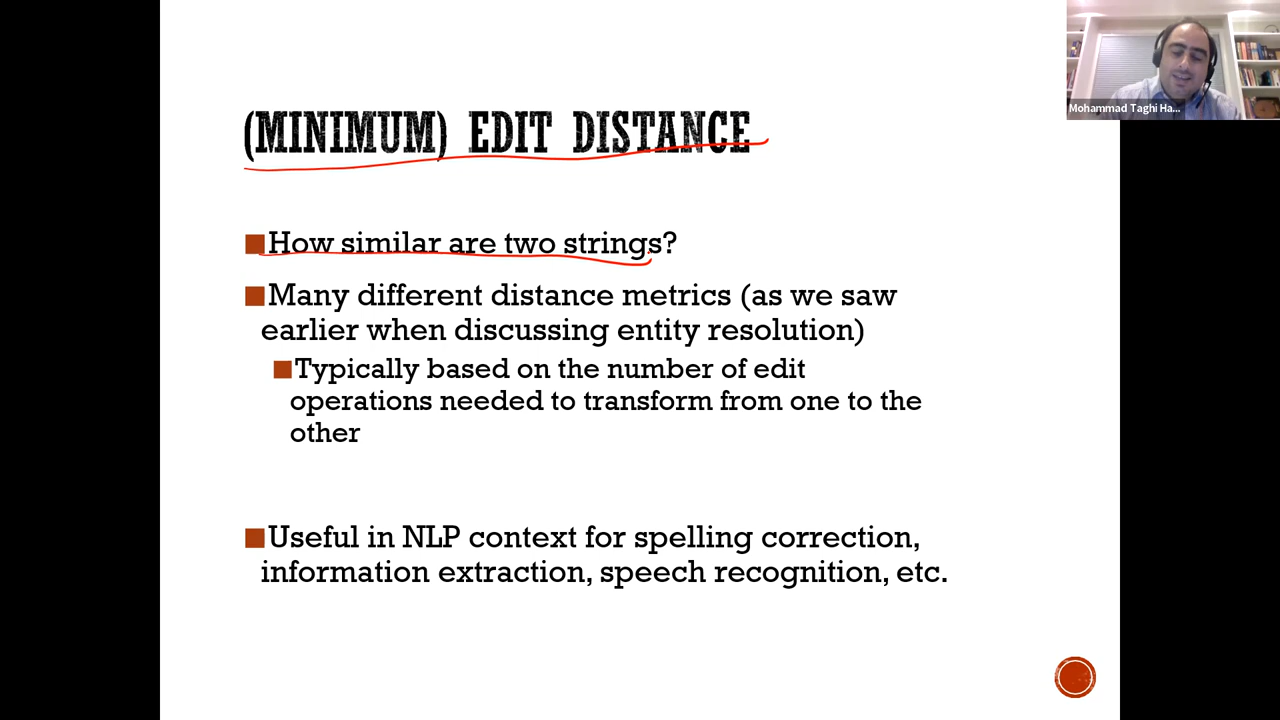 Mohammad Taghi Ha...
(MINIMUM) EDIT DISTANCE
How similar are two strings?
Many different distance metrics (as we saw
earlier when discussing entity resolution)
Typically based on the number of edit
operations needed to transform from one to the
other
Useful in NLP context for spelling correction,
information extraction, speech recognition, etc.